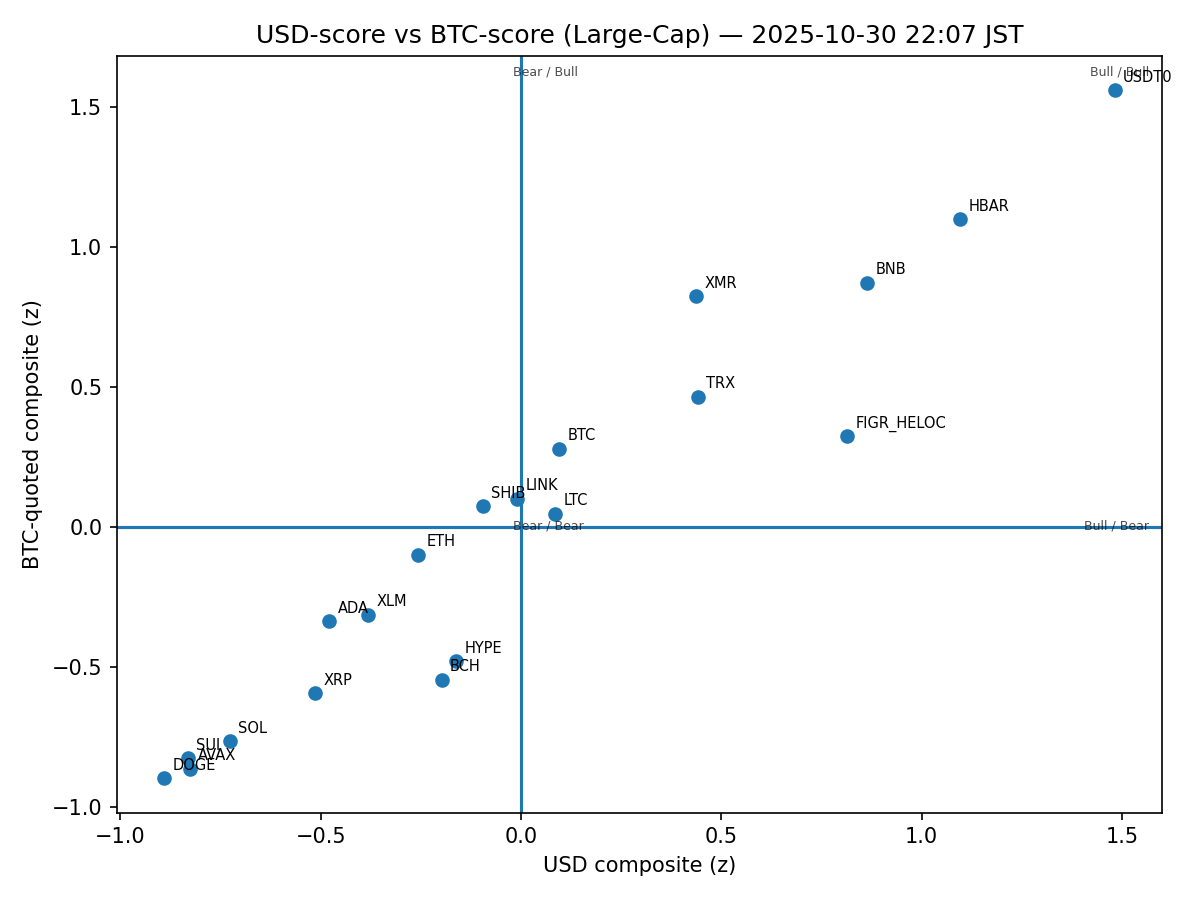 USD-score vs BTC-score (Large-Cap) — 2025-10-30 22:07 JST
Bear / Bull
Bull / Bull
USDT0
1.5
HBAR
1.0
BNB
XMR
BTC-quoted composite (z)
0.5
TRX
FIGR_HELOC
BTC
LINK
SHIB
LTC
0.0
Bear / Bear
Bull / Bear
ETH
XLM
ADA
HYPE
BCH
−0.5
XRP
SOL
SUI
AVAX
DOGE
−1.0
−1.0
−0.5
0.0
0.5
1.0
1.5
USD composite (z)